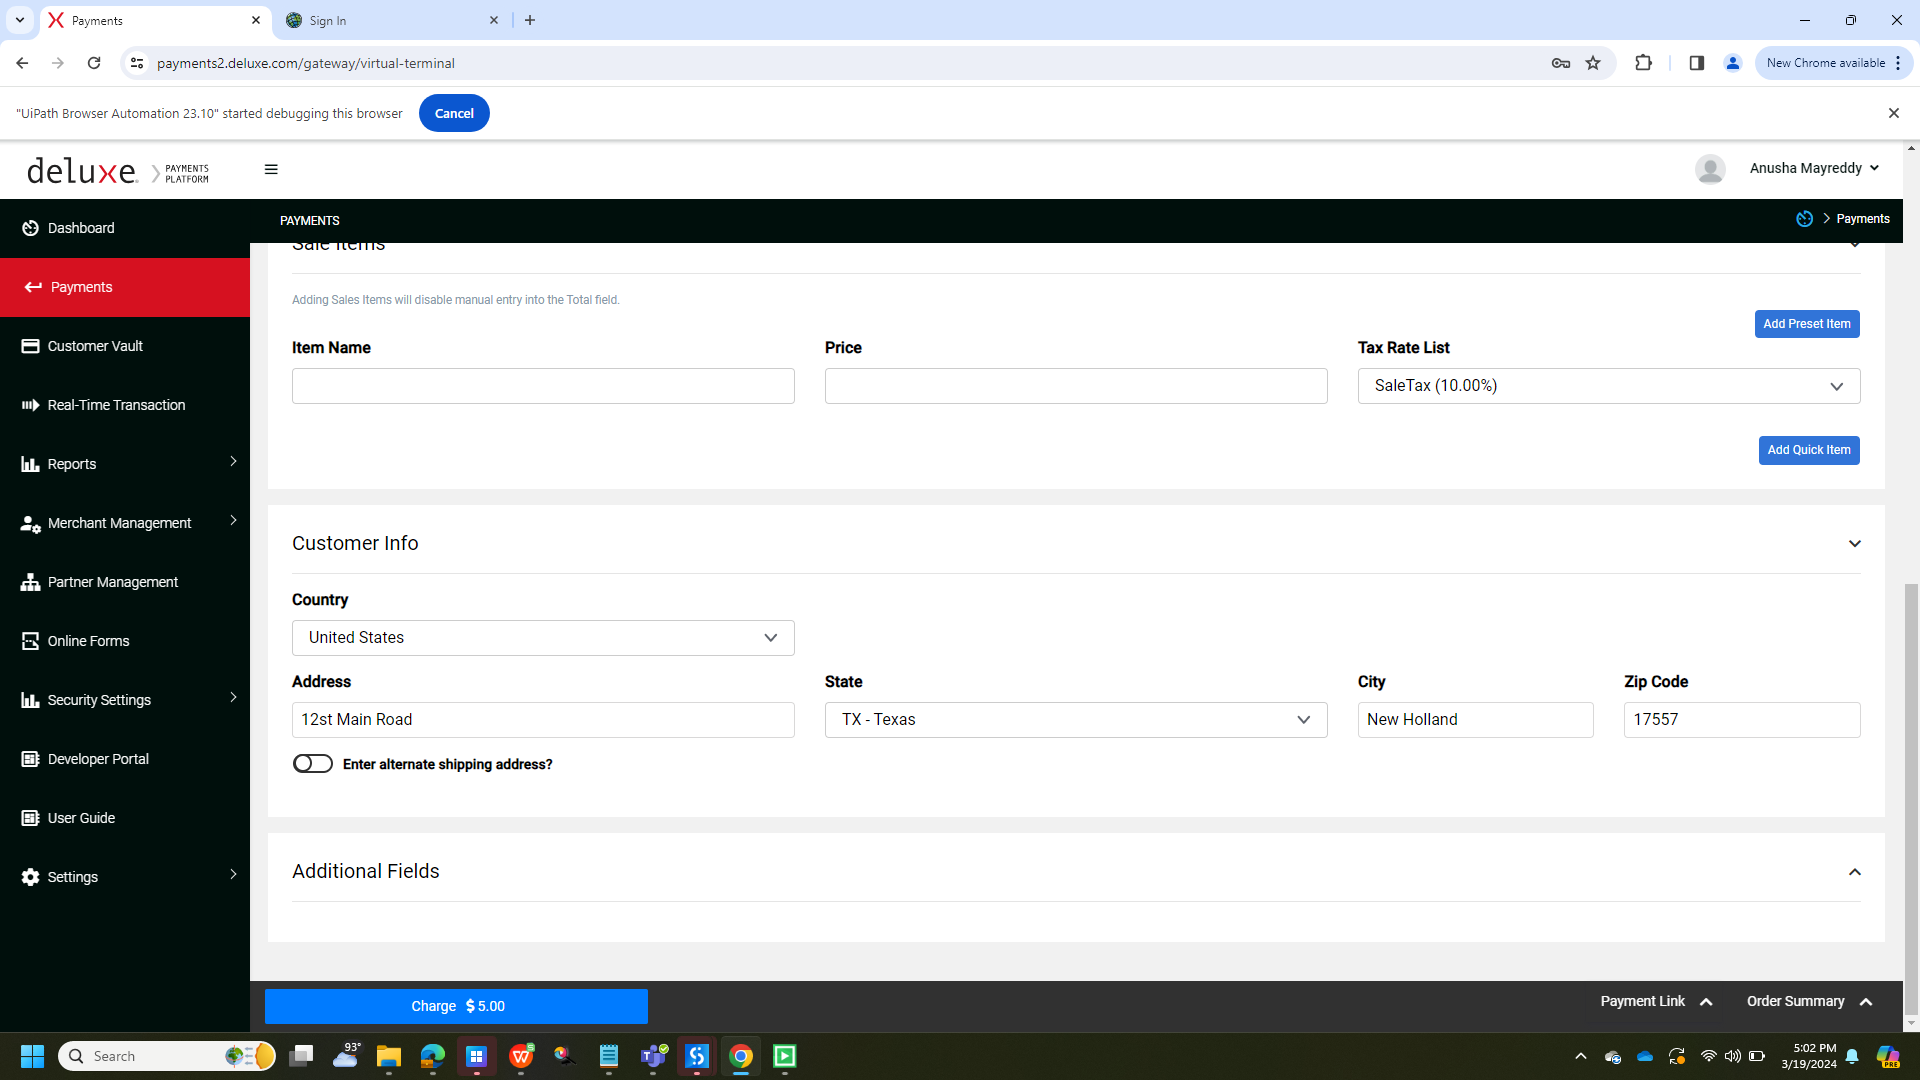 Payments
Sign In
payments2.deluxe.com/gateway/virtual-terminal
New Chrome available
"UiPath Browser Automation 23.10" started debugging this browser
Cancel
deluxe.
PAYMENTS
PLATFORM
Anusha Mayreddy
PAYMENTS
Payments
Dashboard
Payments
Customer Vault
Real-Time Transaction
Reports
Merchant Management
Partner Management
Online Forms
Security Settings
Developer Portal
User Guide
Settings
Sale Items
Adding Sales Items will disable manual entry into the Total field.
Add Preset Item
Item Name
Price
Tax Rate List
SaleTax (10.00%)
Add Quick Item
Customer Info
Country
United States
Address
State
City
Zip Code
12st Main Road
TX - Texas
New Holland
17557
Enter alternate shipping address?
Additional Fields
Charge $ 5.00
Payment Link
Order Summary
Search
93°
5:02 PM
3/19/2024
PRE